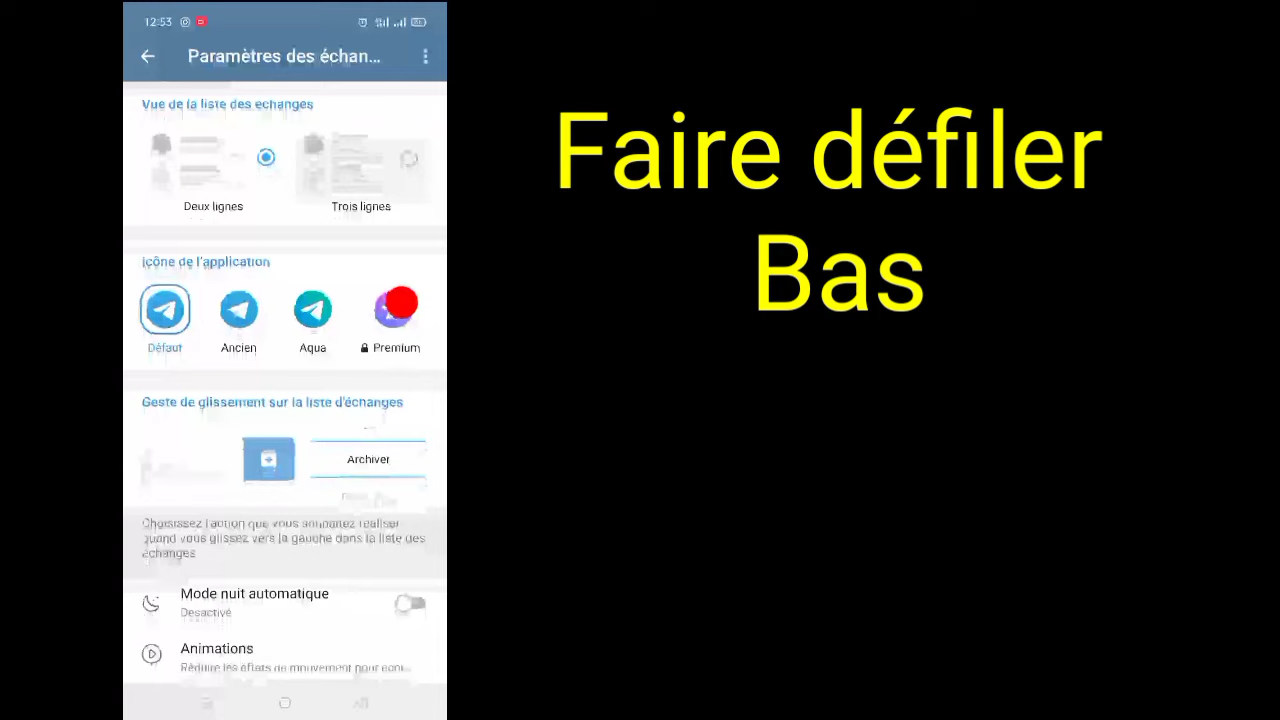 12:53
Paramètres des échan...
Faire défiler
Bas
Vue de la liste des echanges
Deux lignes
Trois lignes
Icône de l'application
Défaut
Ancien
Aqua
Premium
Geste de glissement sur la liste d'échanges
Archiver
Choisissez l'action que vous souhaitez réaliser
quand vous glissez vers la gauche dans la liste des
échanges
Mode nuit automatique
Desactivé
Animations
Réduire les effets de mouvement pour